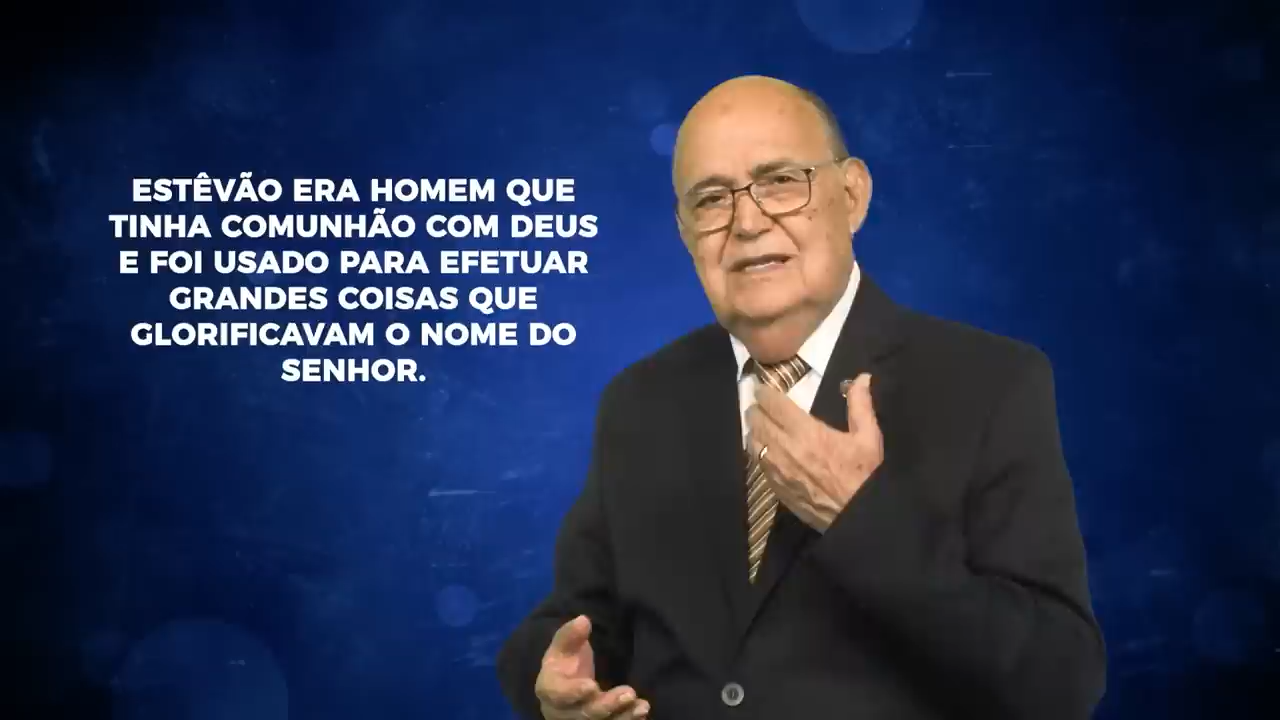 ESTÊVÃO ERA HOMEM QUE
TINHA COMUNHÃO COM DEUS
E FOI USADO PARA EFETUAR
GRANDES COISAS QUE
GLORIFICAVAM O NOME DO
SENHOR.